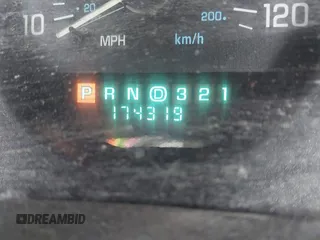 10 20 200 120
MPH km/h
P R N D 3 2 1
174319
DREAMBID